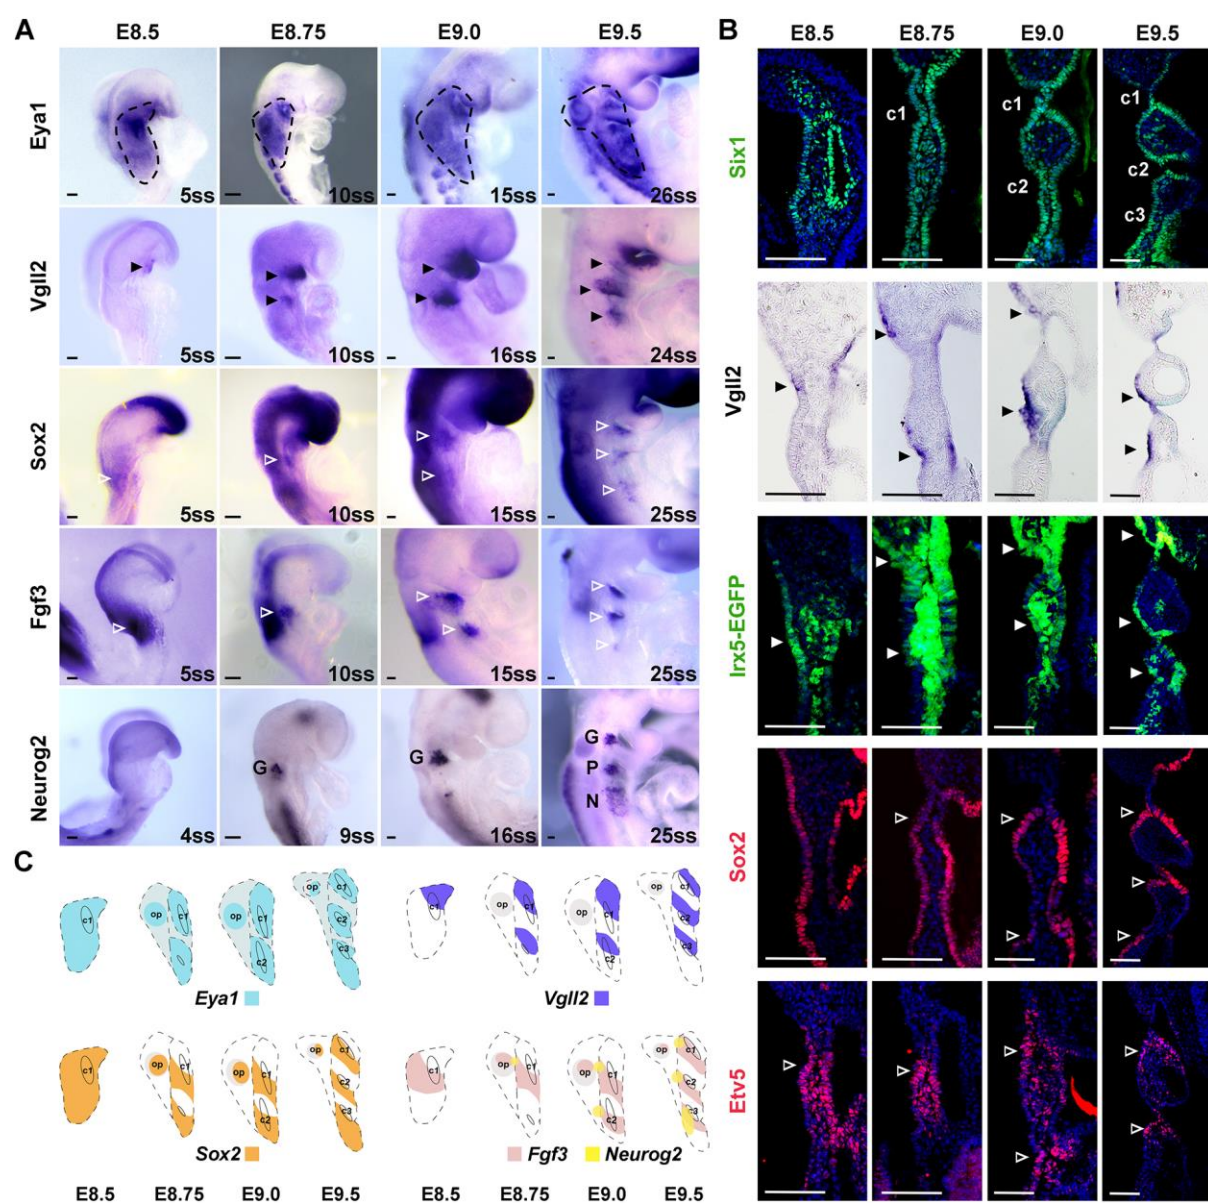 A
E8.5 E8.75 E9.0 E9.5
Eya1
5ss 10ss 15ss 26ss
Vgll2
5ss 10ss 16ss 24ss
Sox2
5ss 10ss 15ss 25ss
Fgf3
5ss 10ss 15ss 25ss
Neurog2
G G G
P
N
4ss 9ss 16ss 25ss
B
E8.5 E8.75 E9.0 E9.5
Six1
c1 c1 c1
c2 c2
c3
Vgll2
Irx5-EGFP
Sox2
Etv5
C
c1 op c1 op c1 c2 op c1 c2 c3
Eya1
c1 op c1 op c1 c2 op c1 c2 c3
Vgll2
c1 op c1 op c1 c2 op c1 c2 c3
Sox2
c1 op c1 op c1 c2 op c1 c2 c3
Fgf3 Neurog2
E8.5 E8.75 E9.0 E9.5 E8.5 E8.75 E9.0 E9.5